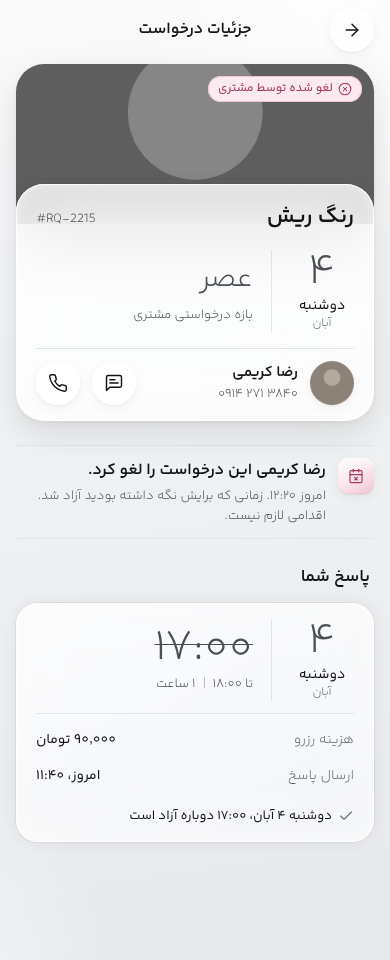 جزئیات درخواست
لغو شده توسط مشتری
رنگ ریش
#RQ-2215
۴
دوشنبه
آبان
عصر
بازه درخواستی مشتری
رضا کریمی
۰۹۱۴ ۲۷۱ ۳۸۴۰
رضا کریمی این درخواست را لغو کرد.
امروز ۱۲:۲۰. زمانی که برایش نگه داشته بودید آزاد شد.
اقدامی لازم نیست.
پاسخ شما
۴
دوشنبه
آبان
۱۷:۰۰
تا ۱۸:۰۰ | ۱ ساعت
هزینه رزرو
۹۰,۰۰۰ تومان
ارسال پاسخ
امروز، ۱۱:۴۰
دوشنبه ۴ آبان، ۱۷:۰۰ دوباره آزاد است